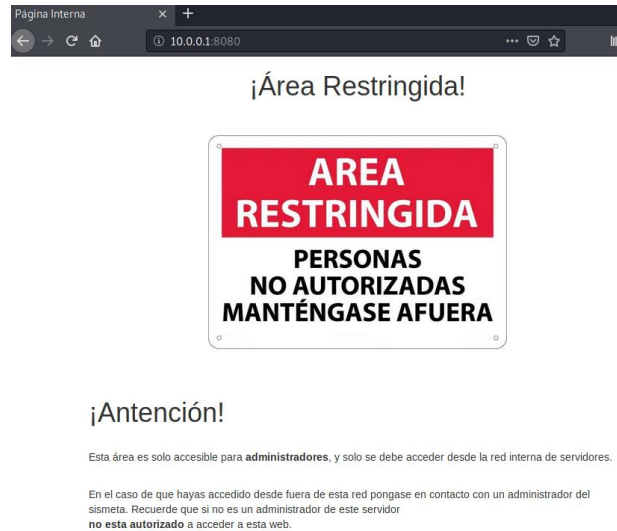 Página Interna
10.0.0.1:8080
¡Área Restringida!
AREA
RESTRINGIDA
PERSONAS
NO AUTORIZADAS
MANTÉNGASE AFUERA
¡Antención!
Esta área es solo accesible para administradores, y solo se debe acceder desde la red interna de servidores.
En el caso de que hayas accedido desde fuera de esta red pongase en contacto con un administrador del
sismeta. Recuerde que si no es un administrador de este servidor
no esta autorizado a acceder a esta web.